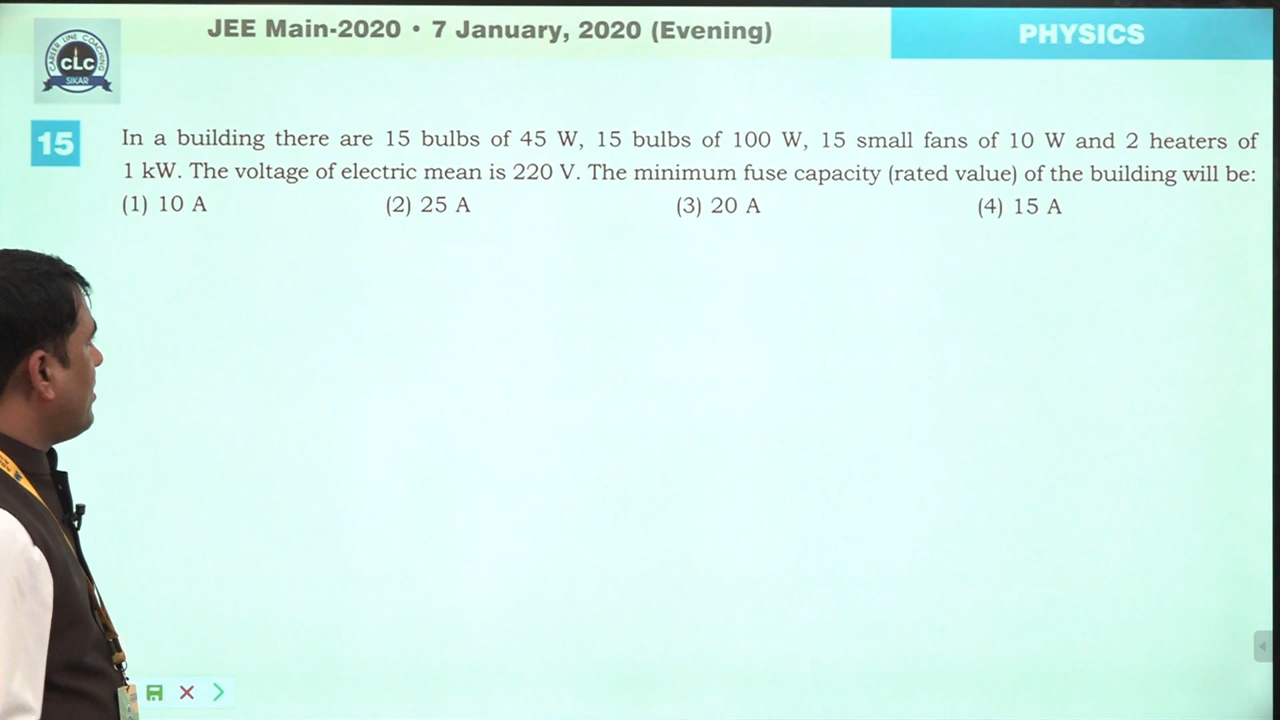 JEE Main-2020 • 7 January, 2020 (Evening)
PHYSICS
CAREER LINE COACHING
CLC
SIKAR
15
In a building there are 15 bulbs of 45 W, 15 bulbs of 100 W, 15 small fans of 10 W and 2 heaters of
1 kW. The voltage of electric mean is 220 V. The minimum fuse capacity (rated value) of the building will be:
(1) 10 A (2) 25 A (3) 20 A (4) 15 A